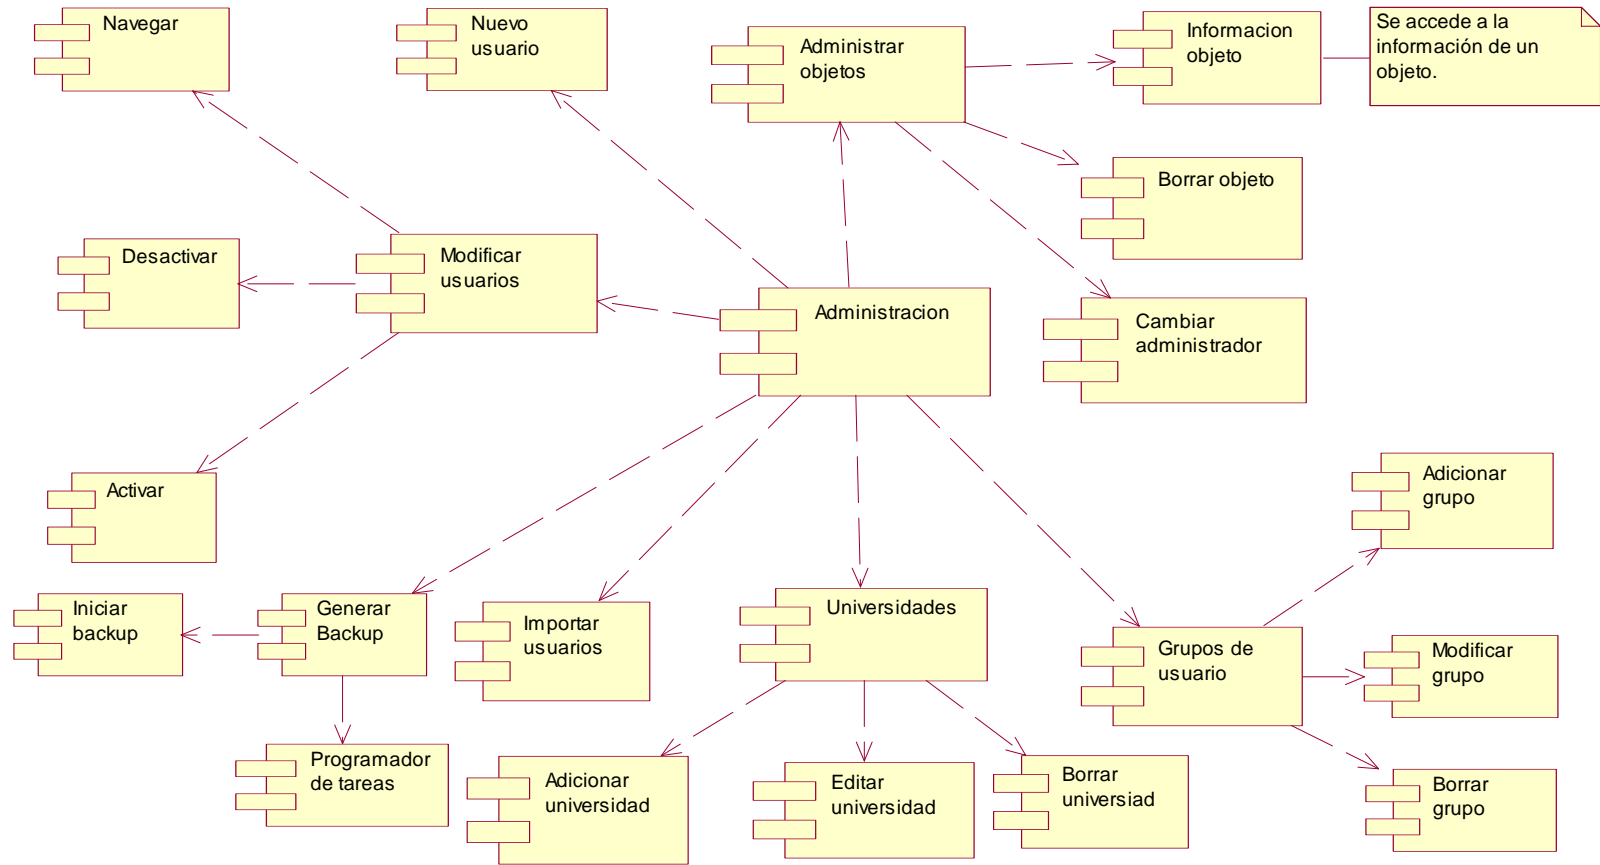 Navegar
Nuevo
usuario
Administrar
objetos
Informacion
objeto
Se accede a la
información de un
objeto.
Borrar objeto
Desactivar
Modificar
usuarios
Administracion
Cambiar
administrador
Activar
Adicionar
grupo
Iniciar
backup
Generar
Backup
Importar
usuarios
Universidades
Grupos de
usuario
Modificar
grupo
Programador
de tareas
Adicionar
universidad
Editar
universidad
Borrar
universiad
Borrar
grupo